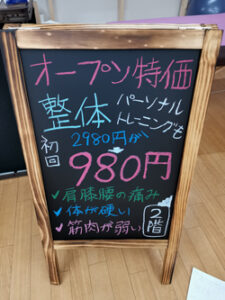 オープン特価
整体 パーソナル
トレーニングも
初回 2980円が
980円
✓肩膝腰の痛み
✓体が硬い
✓筋肉が弱い
2階